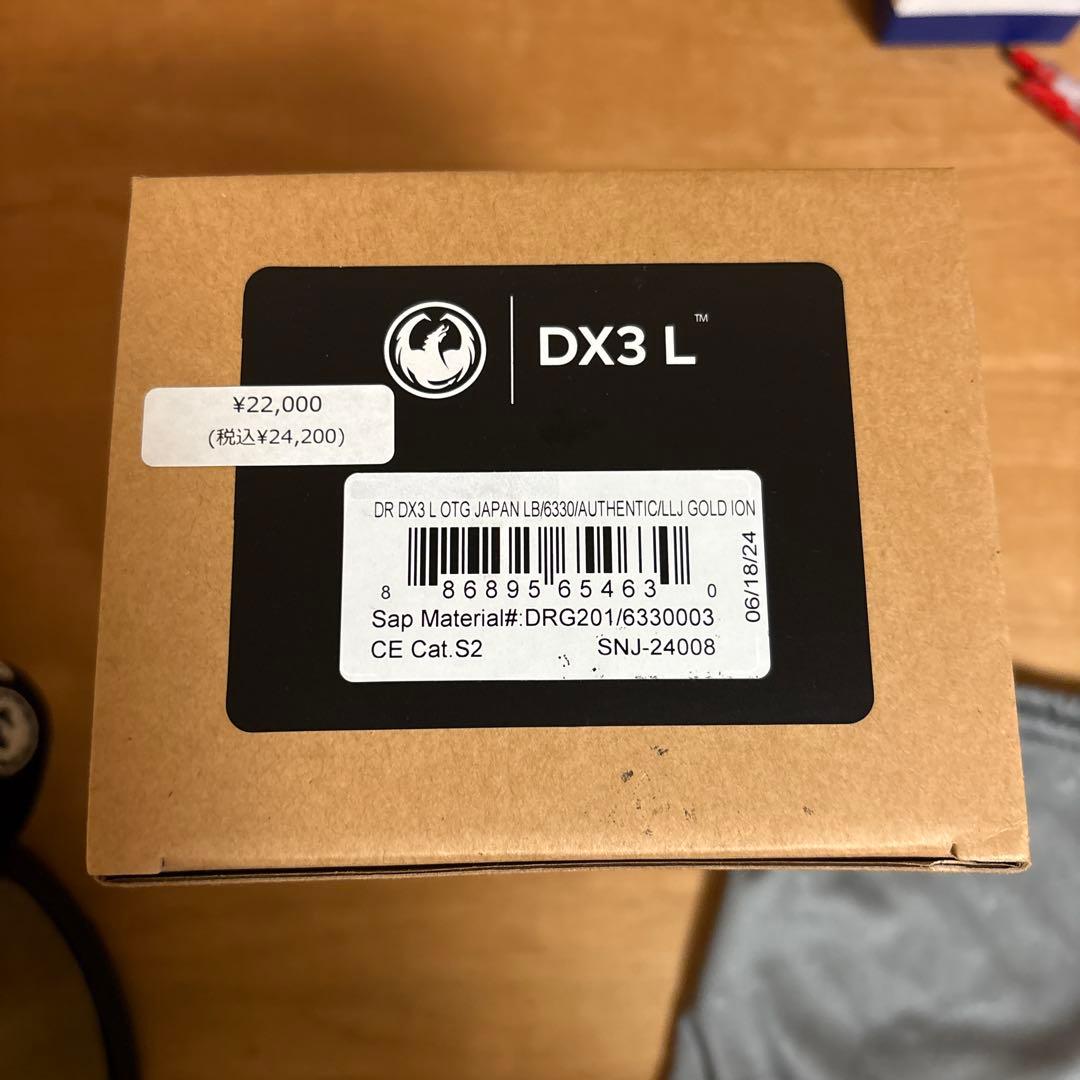 DX3 L™
¥22,000
(税込¥24,200)
DR DX3 L OTG JAPAN LB/6330/AUTHENTIC/LLJ GOLD ION
8 86895 65463 0
Sap Material#:DRG201/6330003
CE Cat.S2 SNJ-24008
06/18/24